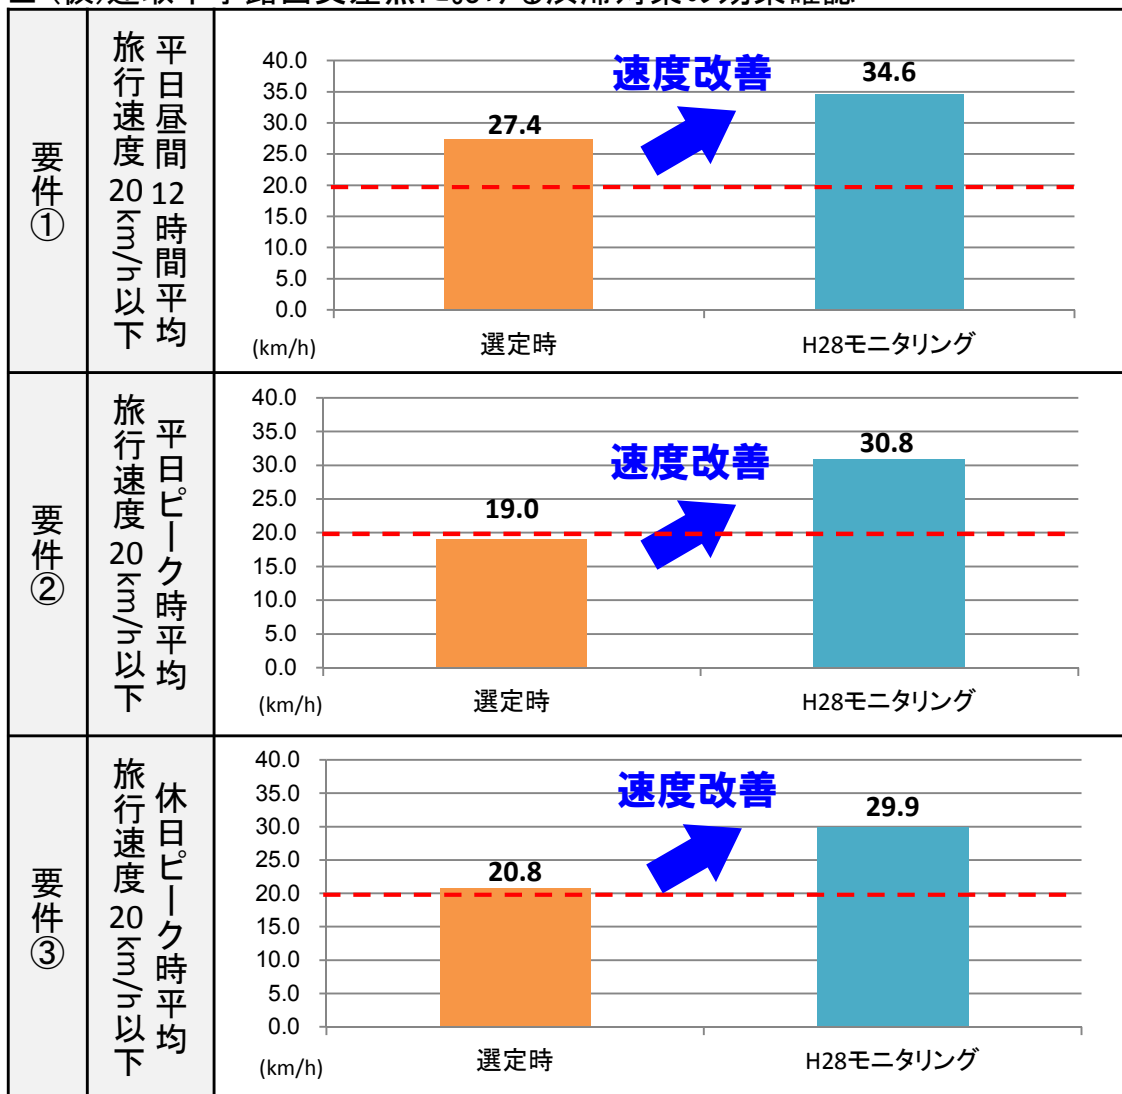 要件①
平日昼間12時間平均
旅行速度20km/h以下
40.0
35.0
30.0
25.0
20.0
15.0
10.0
5.0
0.0
(km/h)
速度改善
27.4
34.6
選定時
H28モニタリング
要件②
平日ピーク時平均
旅行速度20km/h以下
40.0
35.0
30.0
25.0
20.0
15.0
10.0
5.0
0.0
(km/h)
速度改善
19.0
30.8
選定時
H28モニタリング
要件③
休日ピーク時平均
旅行速度20km/h以下
40.0
35.0
30.0
25.0
20.0
15.0
10.0
5.0
0.0
(km/h)
速度改善
20.8
29.9
選定時
H28モニタリング